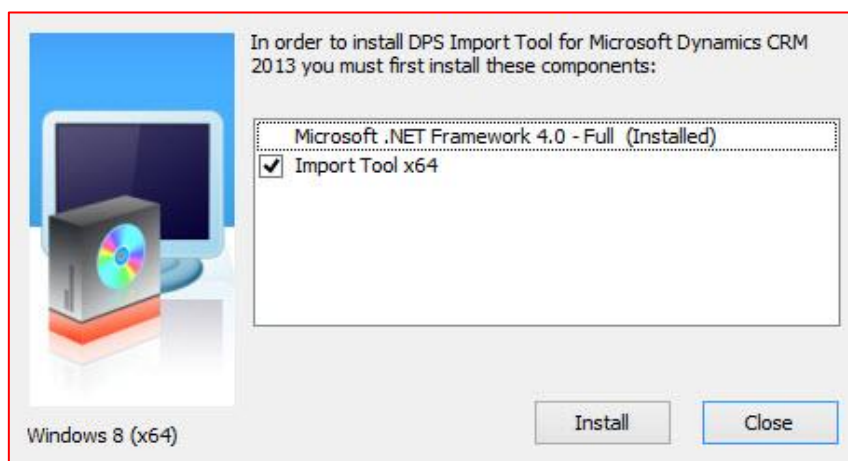 In order to install DPS Import Tool for Microsoft Dynamics CRM
2013 you must first install these components:
Microsoft .NET Framework 4.0 - Full (Installed)
Import Tool x64
Install
Close
Windows 8 (x64)